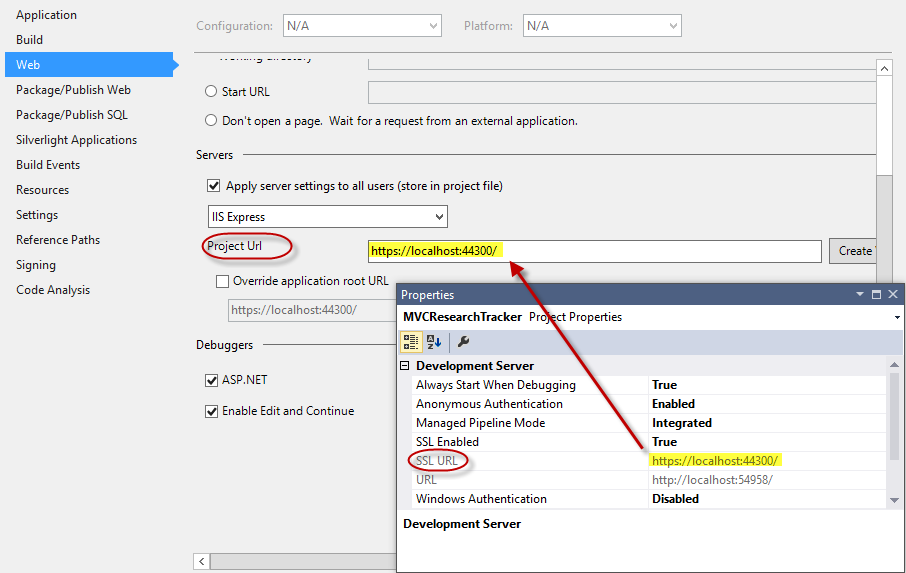 Application
Build
Web
Package/Publish Web
Package/Publish SQL
Silverlight Applications
Build Events
Resources
Settings
Reference Paths
Signing
Code Analysis
Configuration: N/A Platform: N/A
Working directory
Start URL
Don't open a page. Wait for a request from an external application.
Servers
Apply server settings to all users (store in project file)
IIS Express
Project Url https://localhost:44300/ Create
Override application root URL
https://localhost:44300/
Debuggers
ASP.NET
Enable Edit and Continue
Properties
MVCResearchTracker Project Properties
Development Server
Always Start When Debugging True
Anonymous Authentication Enabled
Managed Pipeline Mode Integrated
SSL Enabled True
SSL URL https://localhost:44300/
URL http://localhost:54958/
Windows Authentication Disabled
Development Server